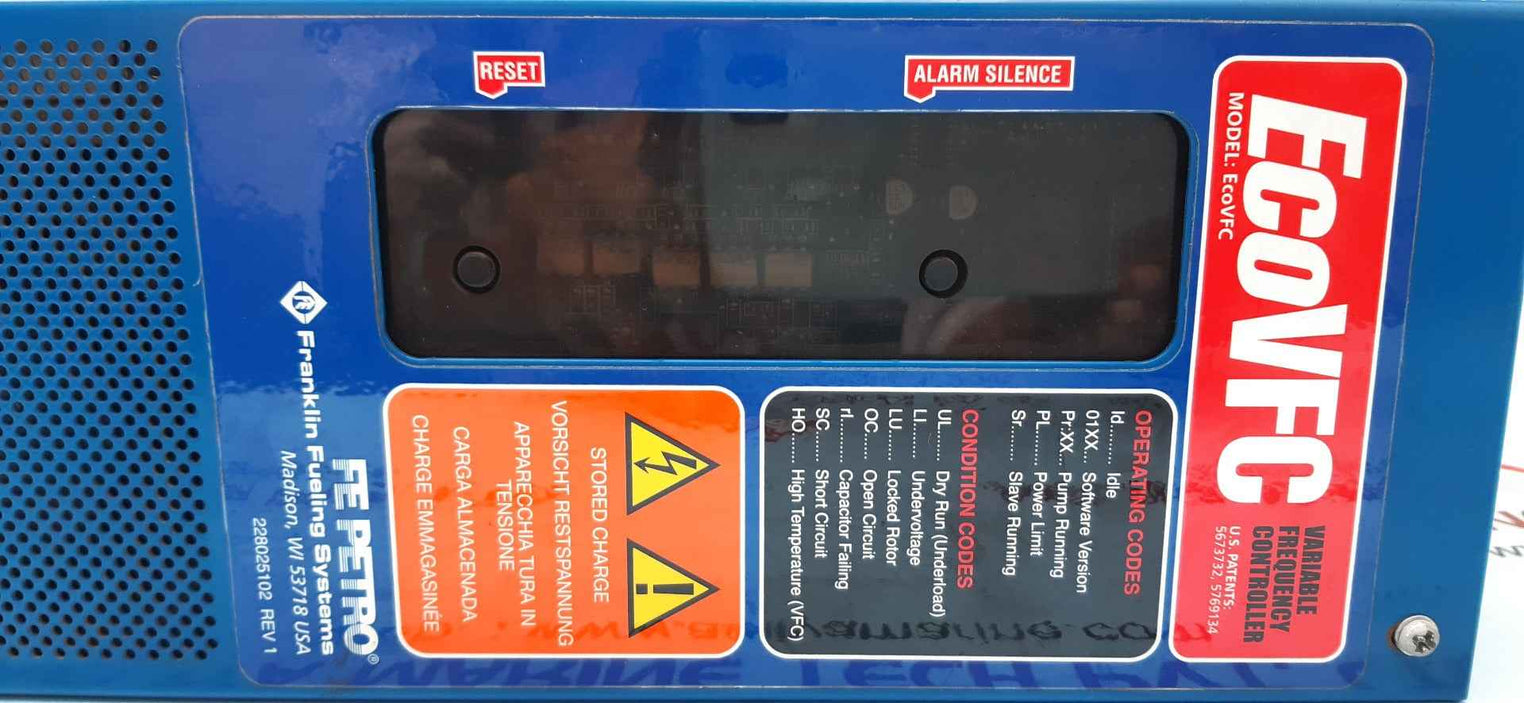 RESET
ALARM SILENCE
EcoVFC
MODEL: EcoVFC
VARIABLE
FREQUENCY
CONTROLLER
U.S. PATENTS:
5673732, 5769134
OPERATING CODES
Id......... Idle
01XX... Software Version
Pr.XX... Pump Running
PL........ Power Limit
Sr........ Slave Running
CONDITION CODES
UL....... Dry Run (Underload)
LI........ Undervoltage
LU....... Locked Rotor
OC...... Open Circuit
rI......... Capacitor Failing
SC...... Short Circuit
HO...... High Temperature (VFC)
STORED CHARGE
VORSICHT RESTSPANNUNG
APPARECCHIA TURA IN
TENSIONE
CARGA ALMACENADA
CHARGE EMMAGASINÉE
FE PETRO®
Franklin Fueling Systems
Madison, WI 53718 USA
228025102 REV 1